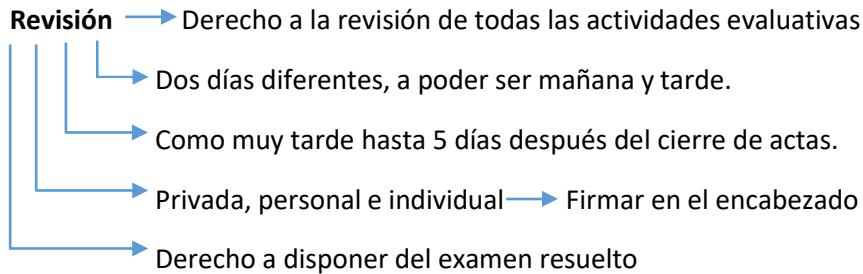 Revisión Derecho a la revisión de todas las actividades evaluativas
Dos días diferentes, a poder ser mañana y tarde.
Como muy tarde hasta 5 días después del cierre de actas.
Privada, personal e individual Firmar en el encabezado
Derecho a disponer del examen resuelto